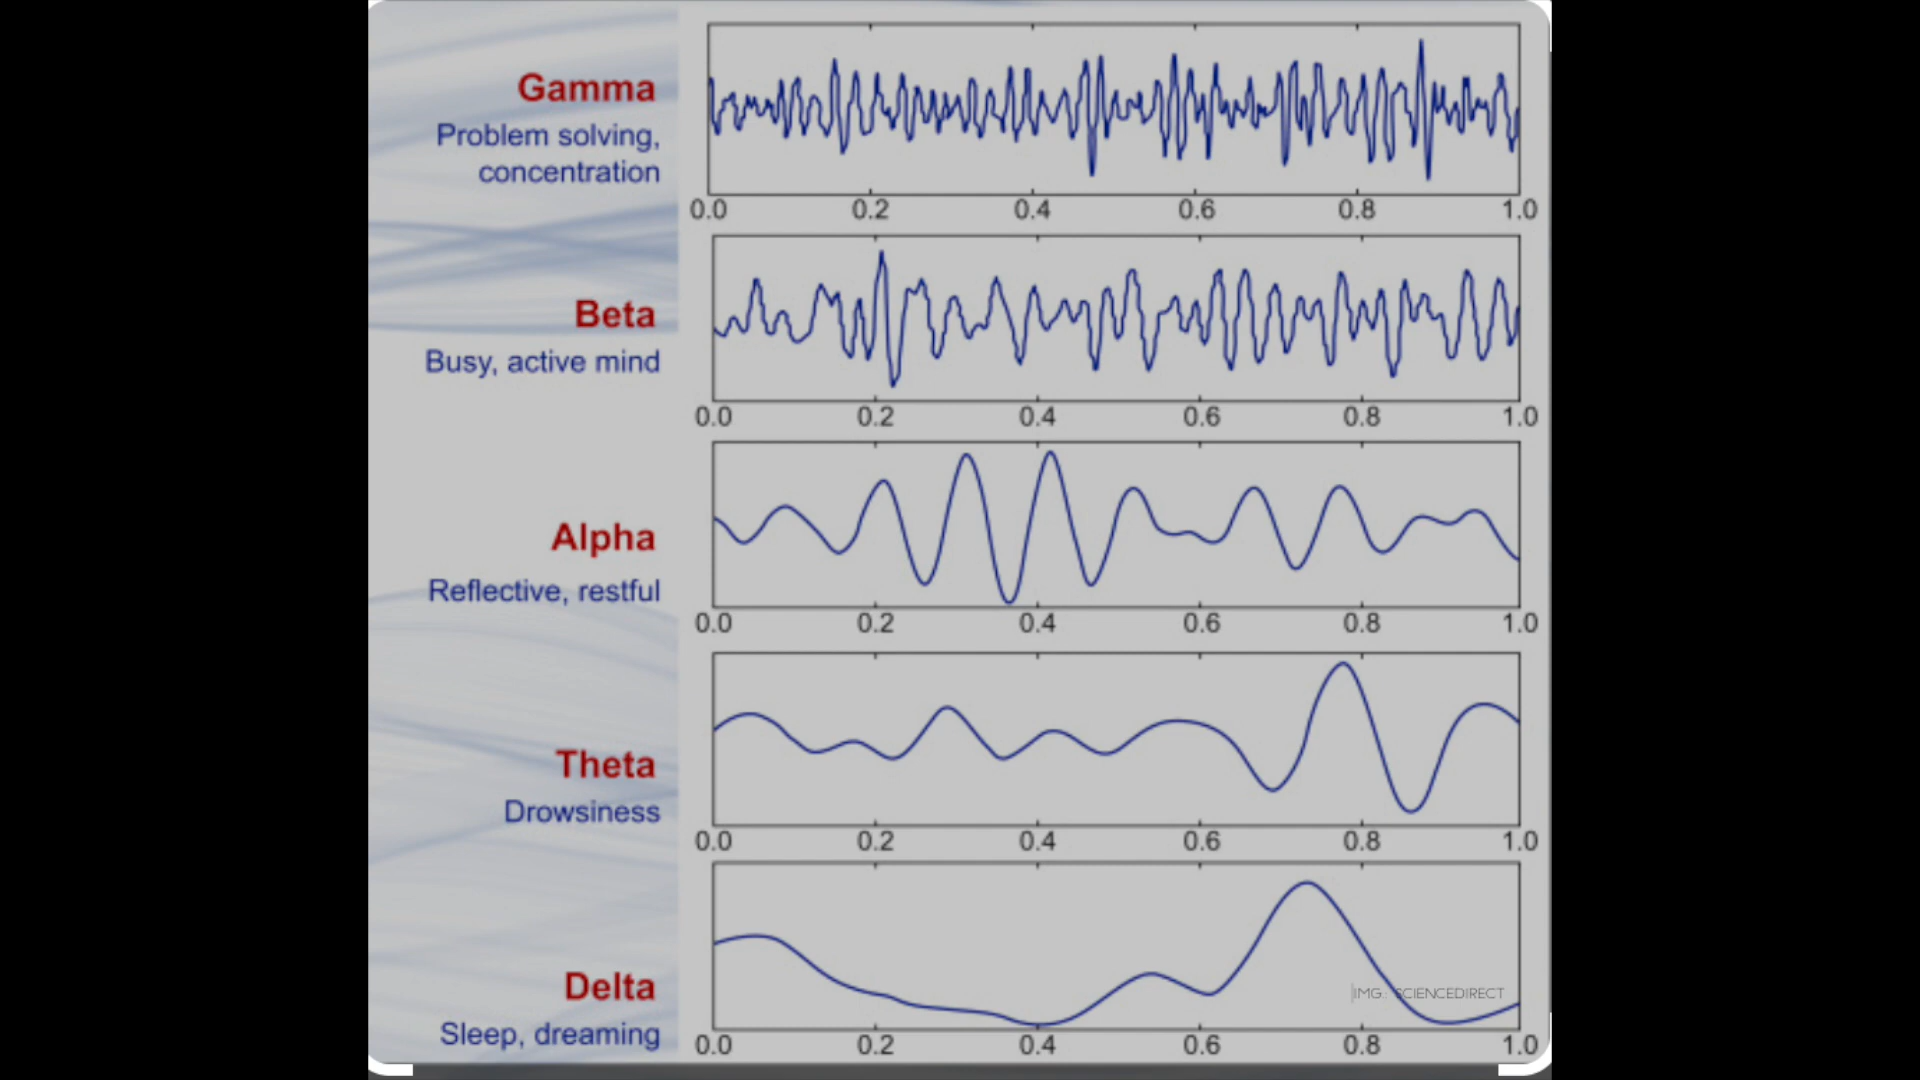 Gamma
Problem solving,
concentration
0.0 0.2 0.4 0.6 0.8 1.0
Beta
Busy, active mind
0.0 0.2 0.4 0.6 0.8 1.0
Alpha
Reflective, restful
0.0 0.2 0.4 0.6 0.8 1.0
Theta
Drowsiness
0.0 0.2 0.4 0.6 0.8 1.0
Delta
Sleep, dreaming
IMG.: SCIENCEDIRECT
0.0 0.2 0.4 0.6 0.8 1.0